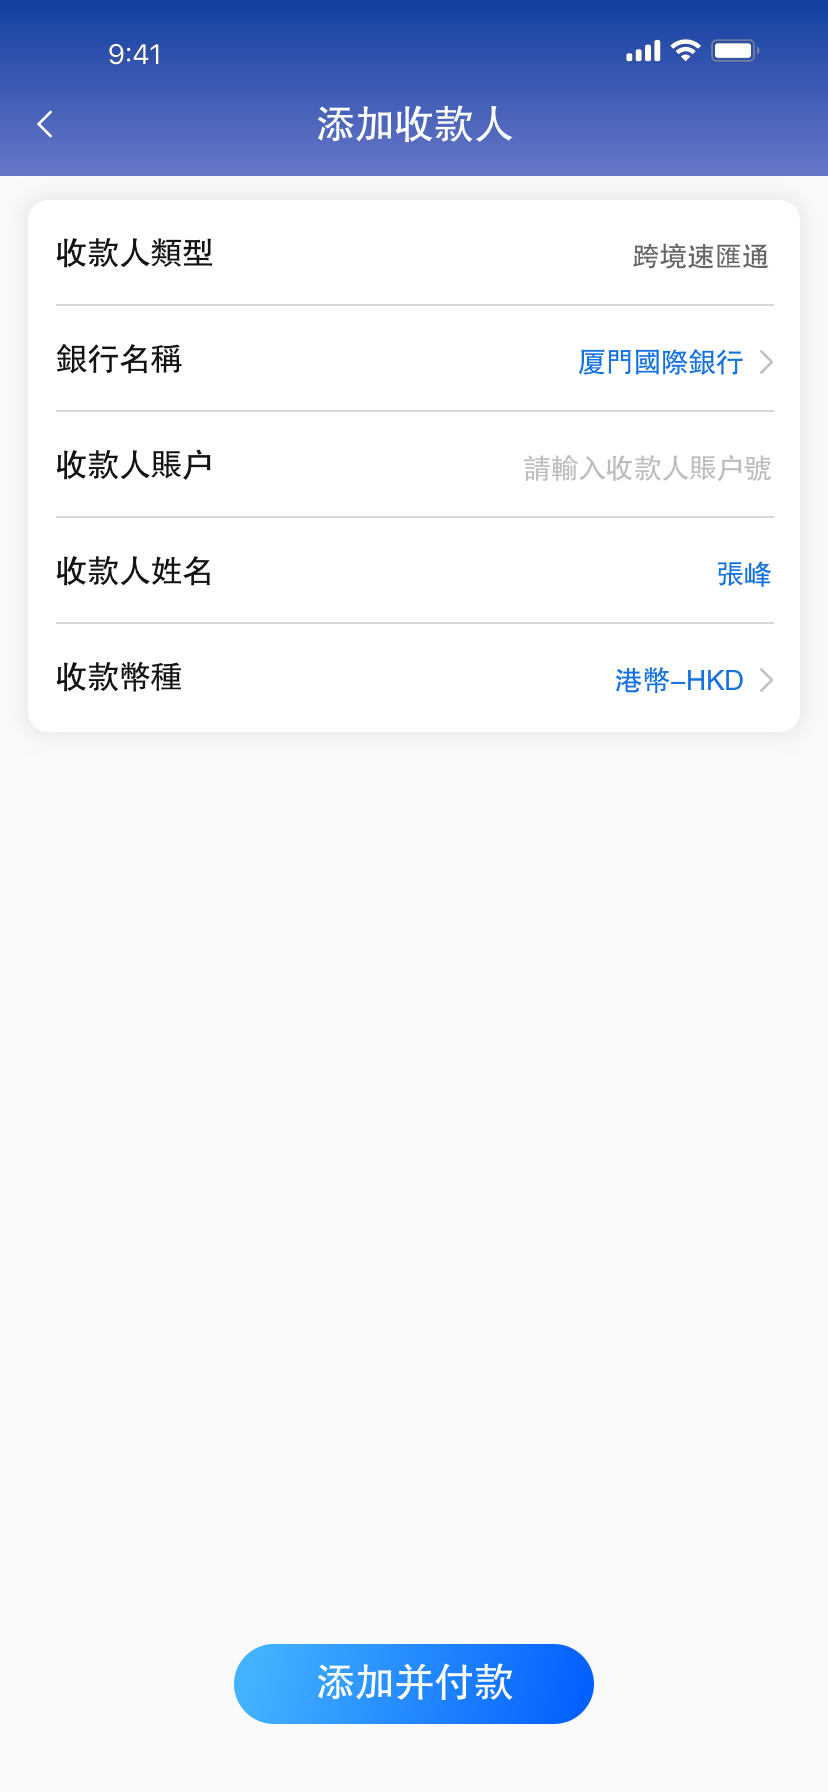 9:41
添加收款人
收款人類型 跨境速匯通
銀行名稱 厦門國際銀行
收款人賬户 請輸入收款人賬户號
收款人姓名 張峰
收款幣種 港幣–HKD
添加并付款